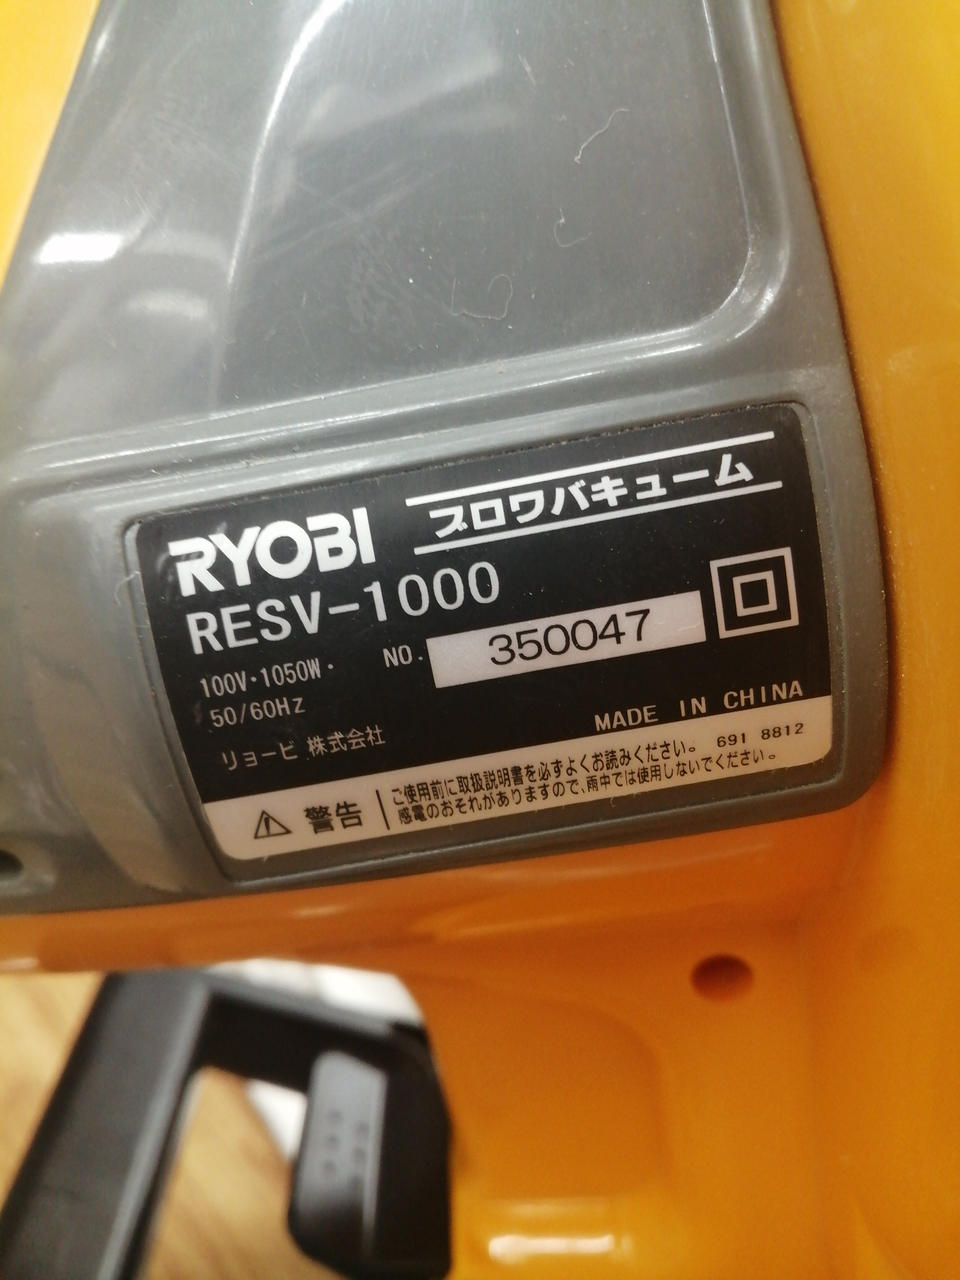 RYOBI
ブロワバキューム
RESV-1000
100V・1050W・
50/60Hz
NO.
350047
リョービ 株式会社
MADE IN CHINA
警告
ご使用前に取扱説明書を必ずよくお読みください。
感電のおそれがありますので、雨中では使用しないでください。
691 8812